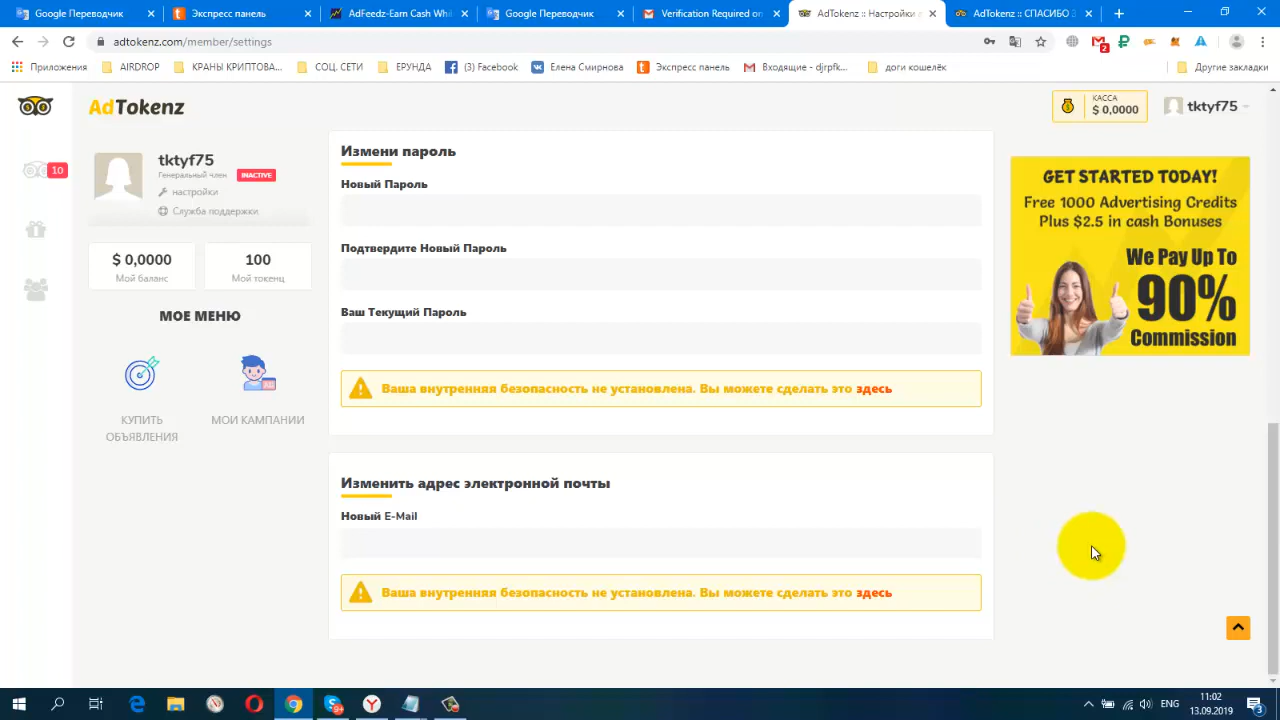 Google Переводчик
Экспресс панель
AdFeedz-Earn Cash Whi
Google Переводчик
Verification Required on
AdTokenz :: Настройки
AdTokenz :: СПАСИБО З
adtokenz.com/member/settings
2
Приложения
AIRDROP
КРАНЫ КРИПТОВА...
СОЦ. СЕТИ
ЕРУНДА
(3) Facebook
Елена Смирнова
Экспресс панель
Входящие - djrpfk...
доги кошелёк
Другие закладки
AdTokenz
КАССА
$ 0,0000
tktyf75
10
tktyf75
Генеральный член
INACTIVE
настройки
Служба поддержки.
$ 0,0000
Мой баланс
100
Мой токенц
МОЕ МЕНЮ
КУПИТЬ
ОБЪЯВЛЕНИЯ
МОИ КАМПАНИИ
Измени пароль
Новый Пароль
Подтвердите Новый Пароль
Ваш Текущий Пароль
Ваша внутренняя безопасность не установлена. Вы можете сделать это здесь
Изменить адрес электронной почты
Новый E-Mail
Ваша внутренняя безопасность не установлена. Вы можете сделать это здесь
GET STARTED TODAY!
Free 1000 Advertising Credits
Plus $2.5 in cash Bonuses
We Pay Up To
90%
Commission
ENG
11:02
13.09.2019
3